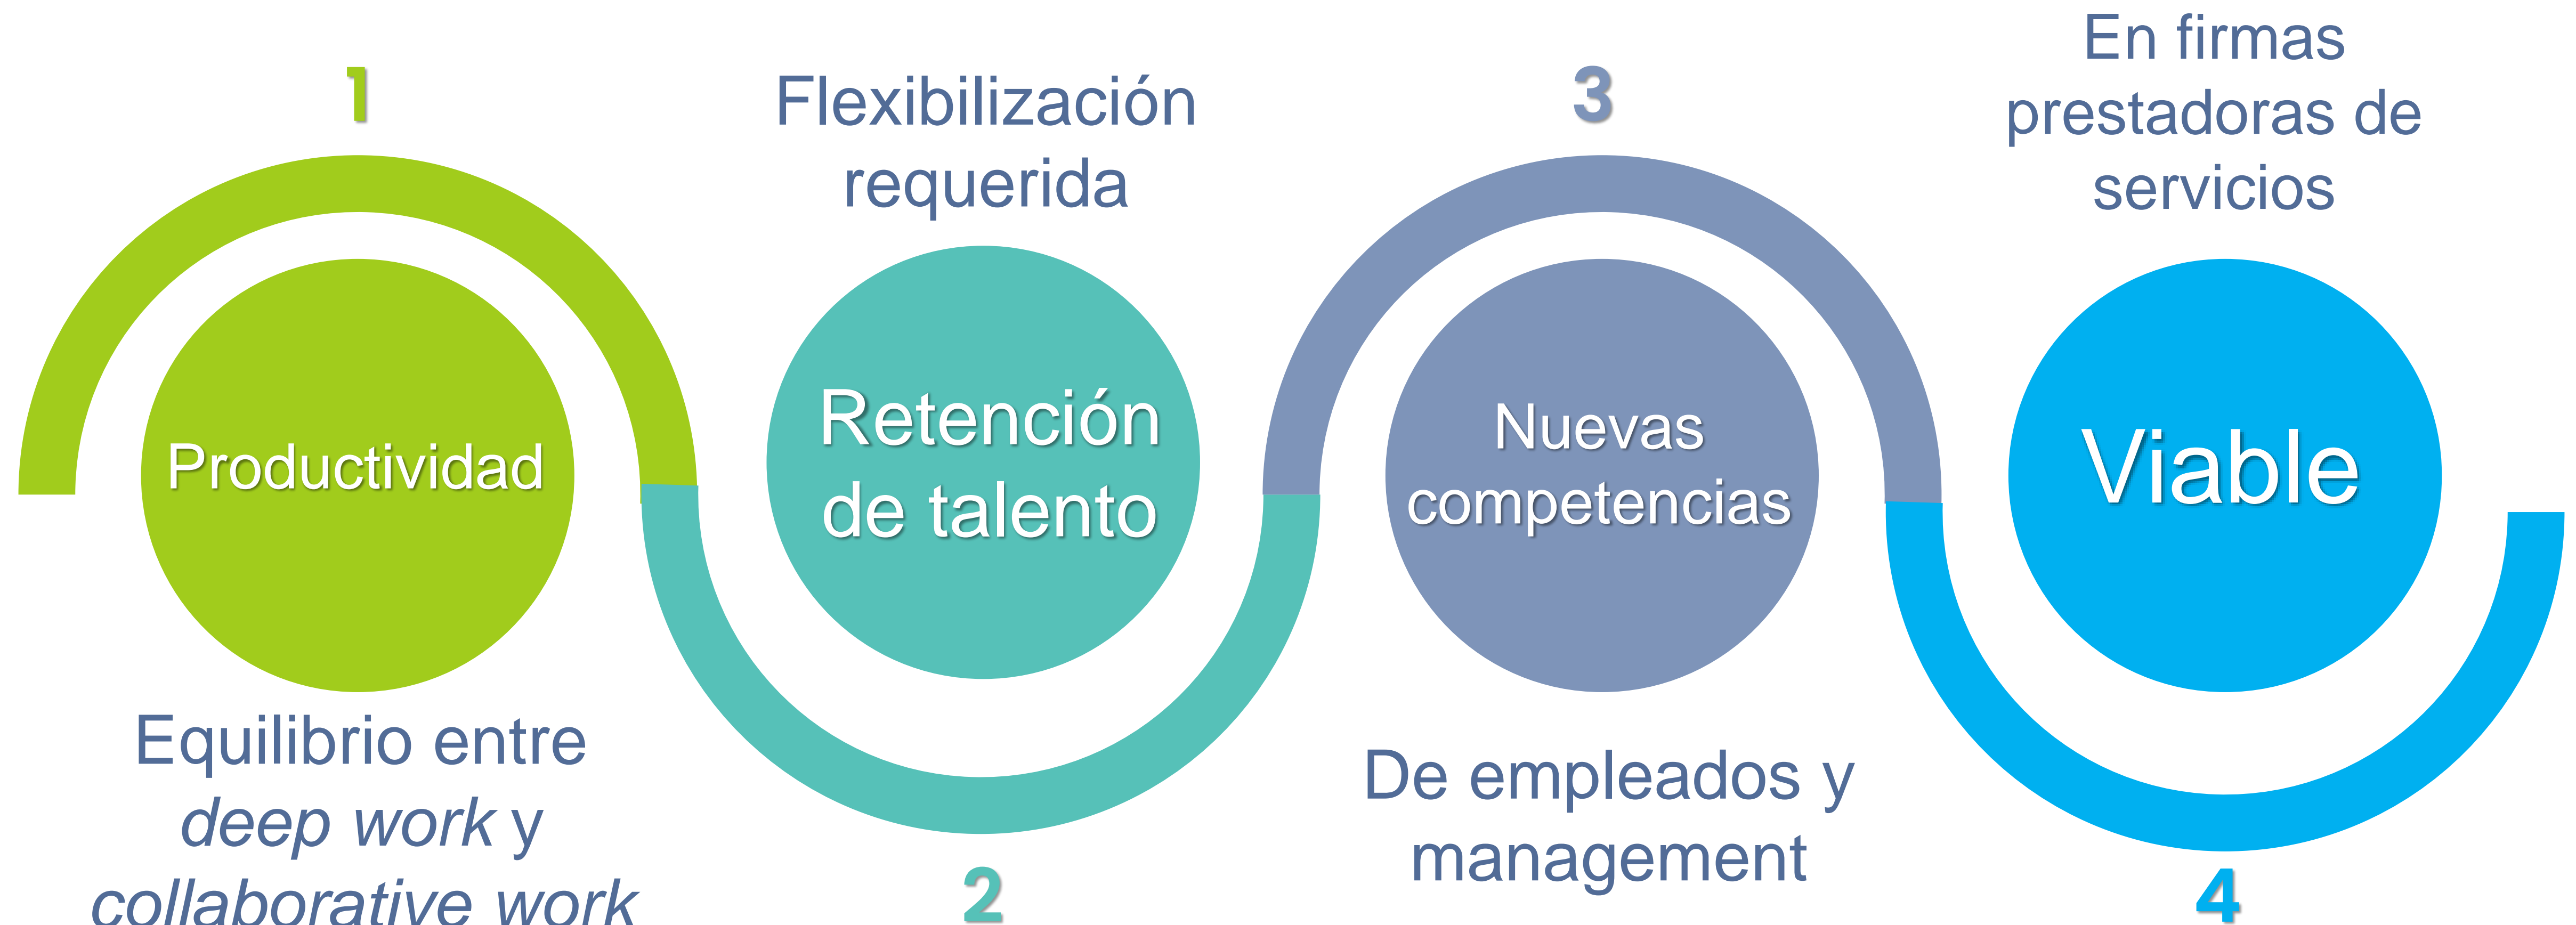 1
Productividad
Equilibrio entre
deep work y
collaborative work
Flexibilización
requerida
Retención
de talento
2
3
Nuevas
competencias
De empleados y
management
En firmas
prestadoras de
servicios
Viable
4